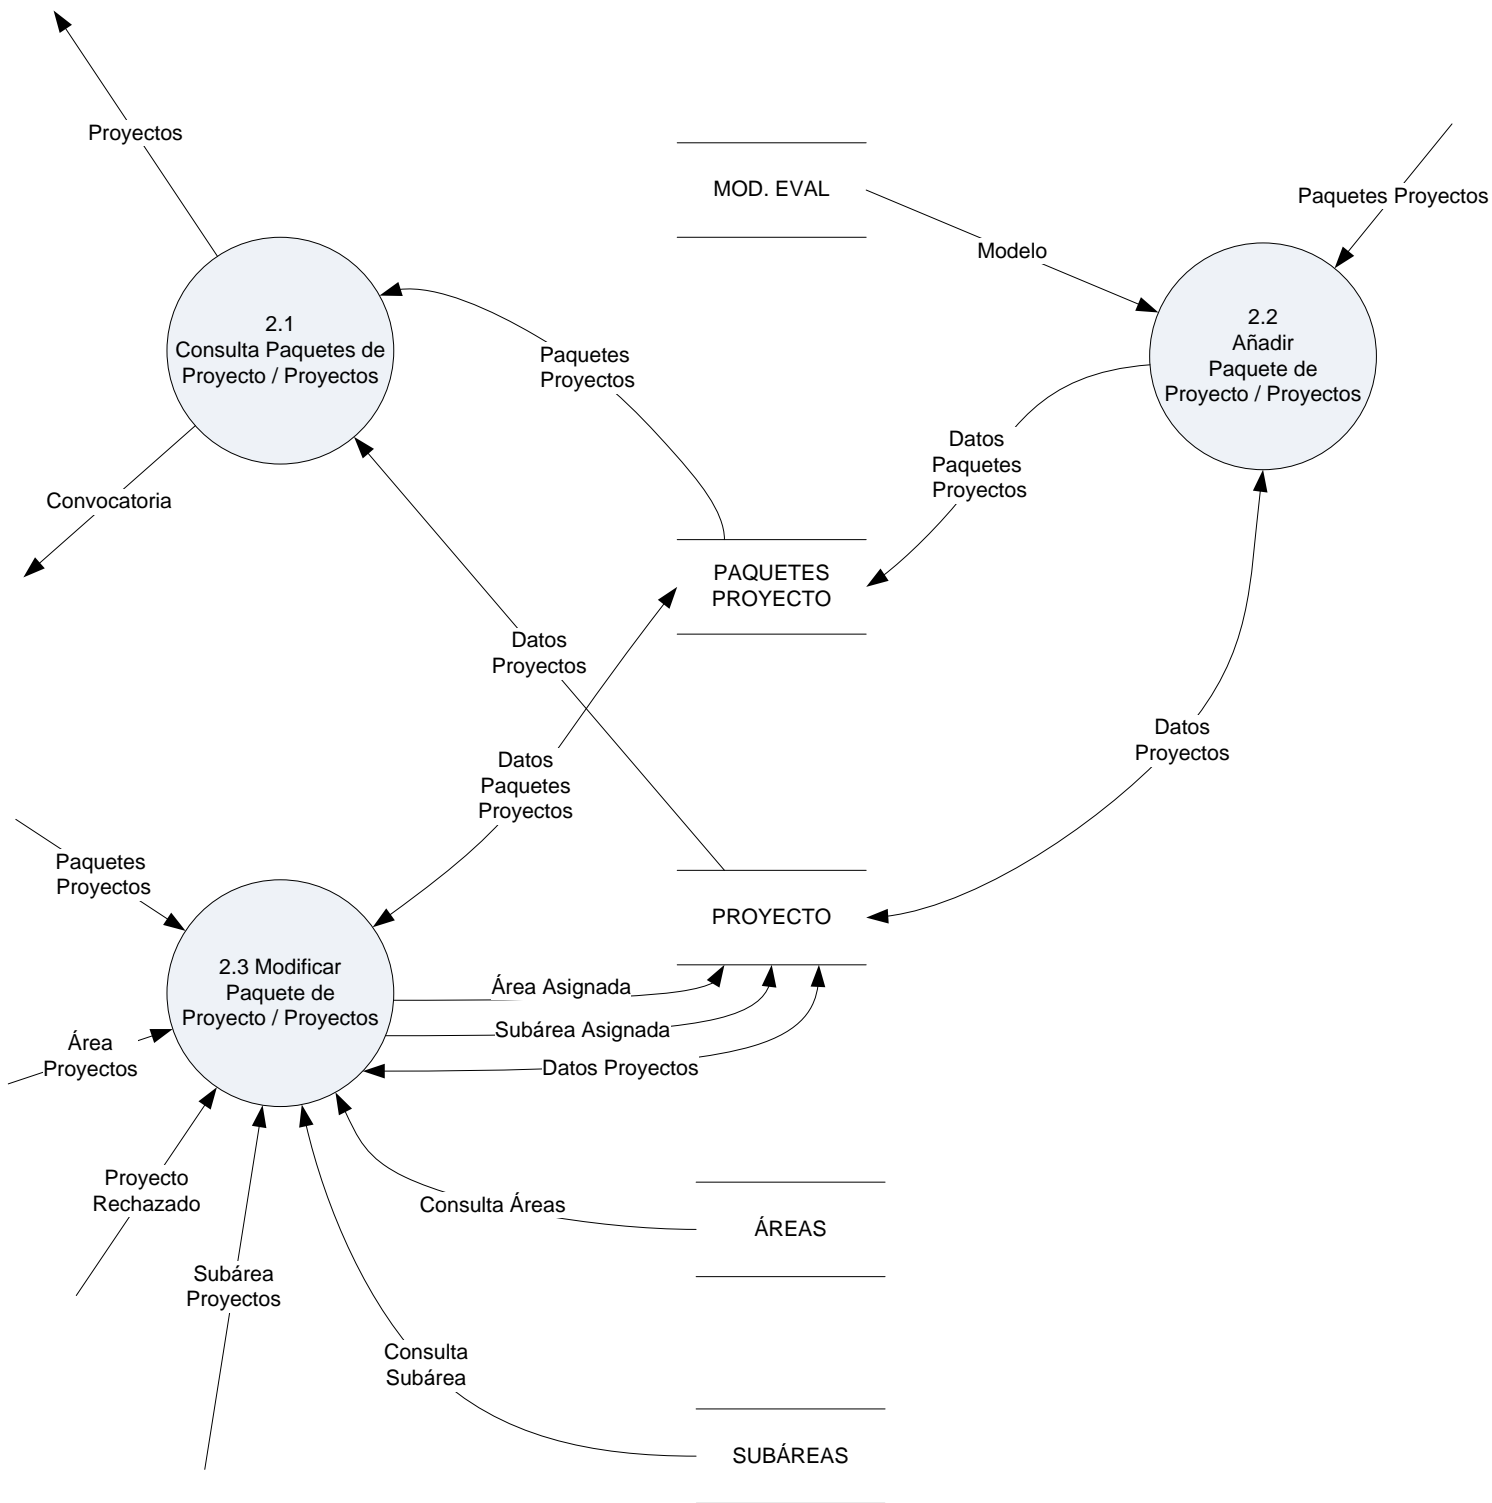 Proyectos
MOD. EVAL
Paquetes Proyectos
Modelo
2.1
Consulta Paquetes de
Proyecto / Proyectos
2.2
Añadir
Paquete de
Proyecto / Proyectos
Paquetes
Proyectos
Datos
Paquetes
Proyectos
Convocatoria
PAQUETES
PROYECTO
Datos
Proyectos
Datos
Proyectos
Datos
Paquetes
Proyectos
Paquetes
Proyectos
PROYECTO
2.3 Modificar
Paquete de
Proyecto / Proyectos
Área Asignada
Subárea Asignada
Datos Proyectos
Área
Proyectos
Proyecto
Rechazado
Consulta Áreas
ÁREAS
Subárea
Proyectos
Consulta
Subárea
SUBÁREAS